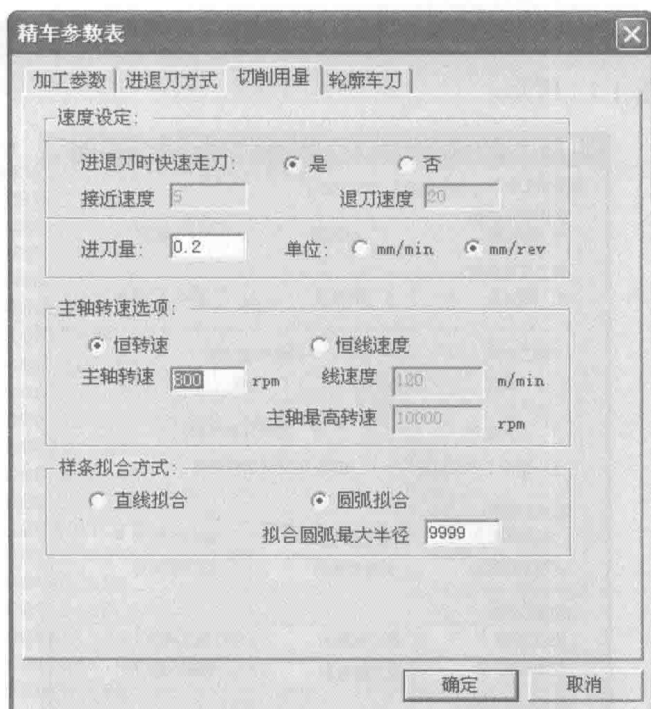 精车参数表
加工参数 进退刀方式 切削用量 轮廓车刀
速度设定:
进退刀时快速走刀: 是 否
接近速度 5 退刀速度 20
进刀量: 0.2 单位: mm/min mm/rev
主轴转速选项:
恒转速 恒线速度
主轴转速 800 rpm 线速度 120 m/min
主轴最高转速 10000 rpm
样条拟合方式:
直线拟合 圆弧拟合
拟合圆弧最大半径 9999
确定 取消